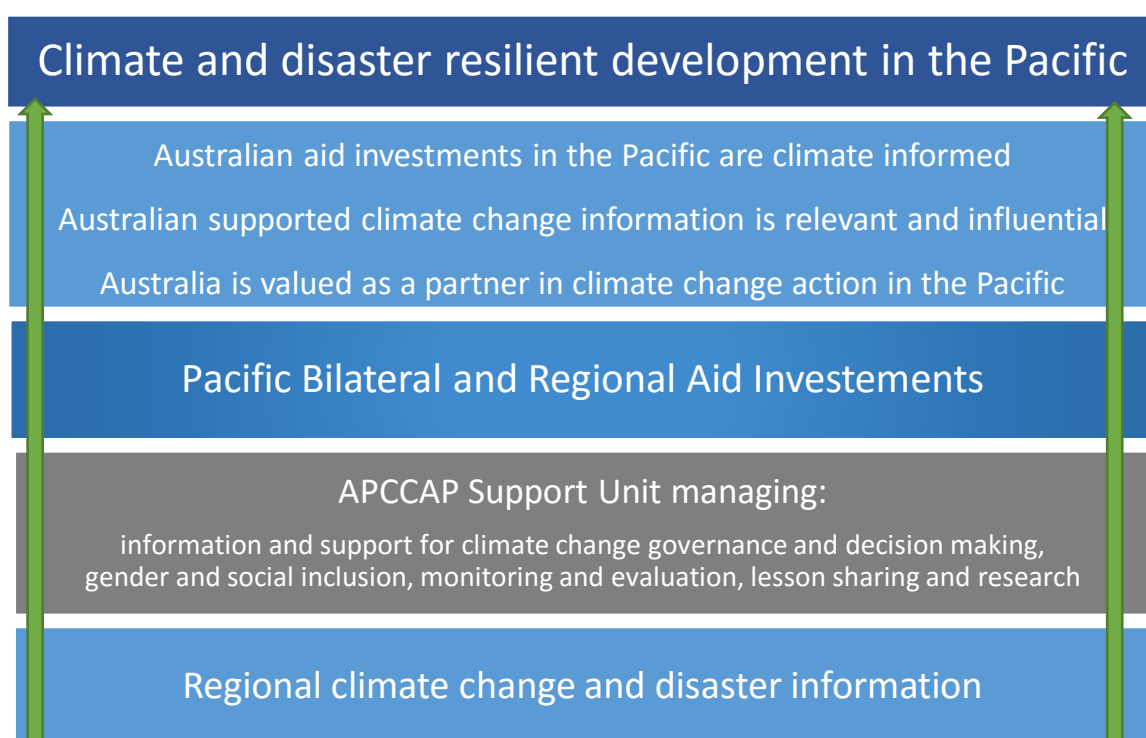 Climate and disaster resilient development in the Pacific
Australian aid investments in the Pacific are climate informed
Australian supported climate change information is relevant and influential
Australia is valued as a partner in climate change action in the Pacific
Pacific Bilateral and Regional Aid Investements
APCCAP Support Unit managing:
information and support for climate change governance and decision making,
gender and social inclusion, monitoring and evaluation, lesson sharing and research
Regional climate change and disaster information